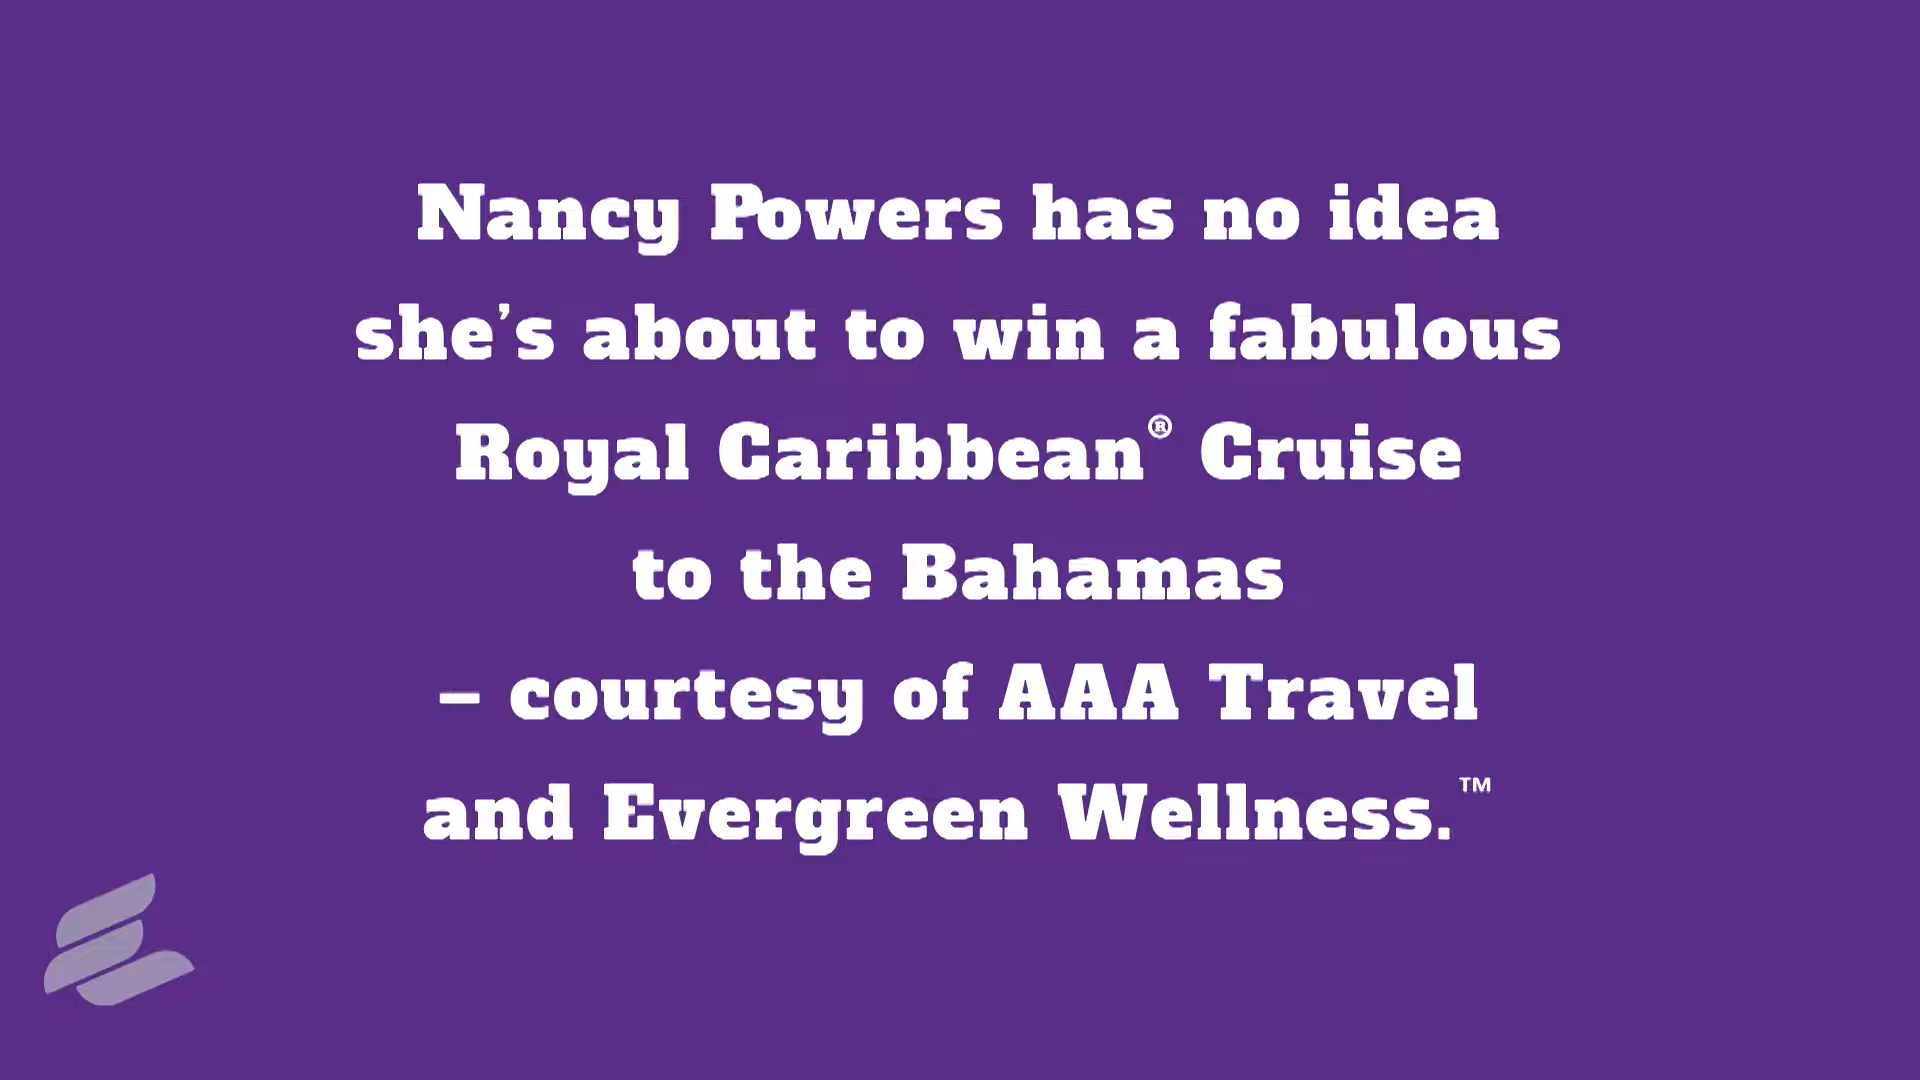 Nancy Powers has no idea
she’s about to win a fabulous
Royal Caribbean® Cruise
to the Bahamas
– courtesy of AAA Travel
and Evergreen Wellness.™